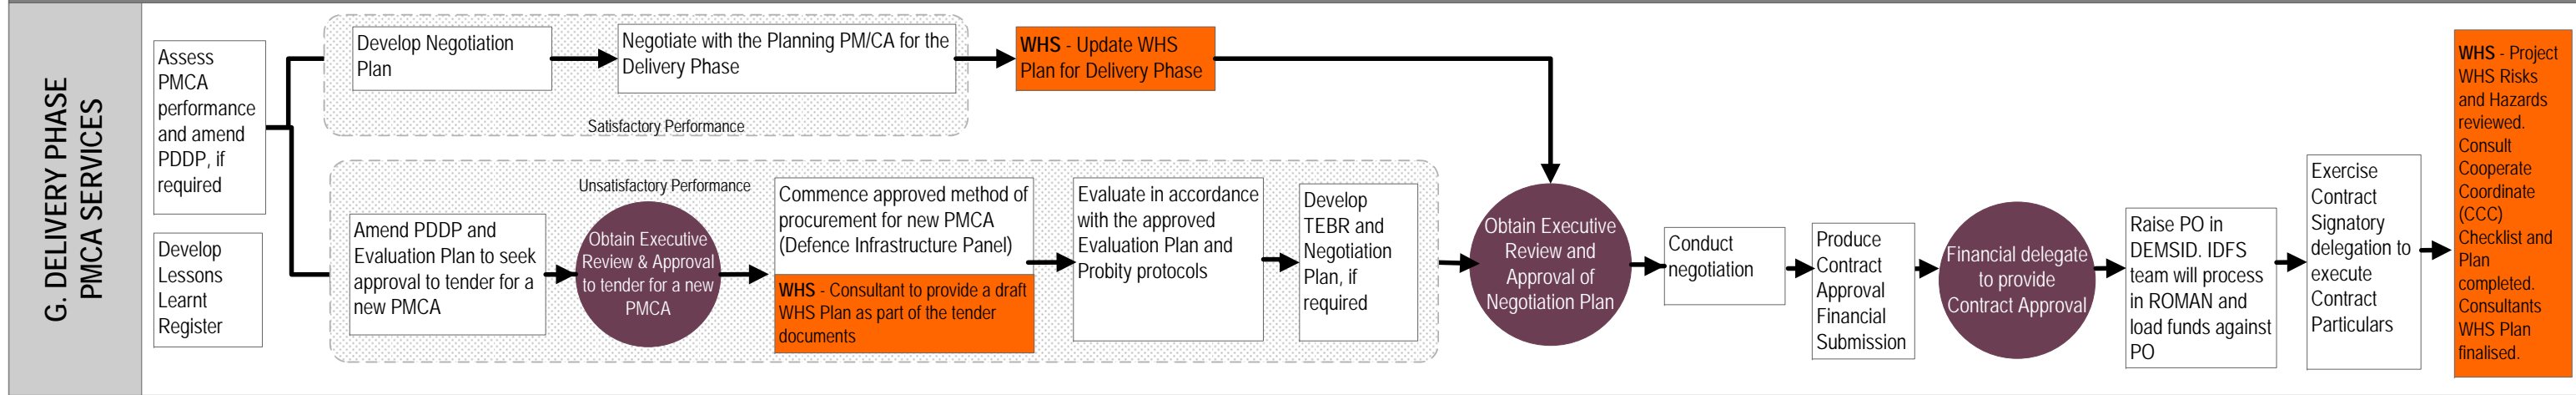 G. DELIVERY PHASE
PMCA SERVICES
Assess
PMCA
performance
and amend
PDDP, if
required
Develop
Lessons
Learnt
Register
Develop Negotiation
Plan
Negotiate with the Planning PM/CA for the
Delivery Phase
Satisfactory Performance
WHS - Update WHS
Plan for Delivery Phase
Unsatisfactory Performance
Amend PDDP and
Evaluation Plan to seek
approval to tender for a
new PMCA
Obtain Executive
Review & Approval
to tender for a new
PMCA
Commence approved method of
procurement for new PMCA
(Defence Infrastructure Panel)
WHS - Consultant to provide a draft
WHS Plan as part of the tender
documents
Evaluate in accordance
with the approved
Evaluation Plan and
Probity protocols
Develop
TEBR and
Negotiation
Plan, if
required
Obtain Executive
Review and
Approval of
Negotiation Plan
Conduct
negotiation
Produce
Contract
Approval
Financial
Submission
Financial delegate
to provide
Contract Approval
Raise PO in
DEMSID. IDFS
team will process
in ROMAN and
load funds against
PO
Exercise
Contract
Signatory
delegation to
execute
Contract
Particulars
WHS - Project
WHS Risks
and Hazards
reviewed.
Consult
Cooperate
Coordinate
(CCC)
Checklist and
Plan
completed.
Consultants
WHS Plan
finalised.